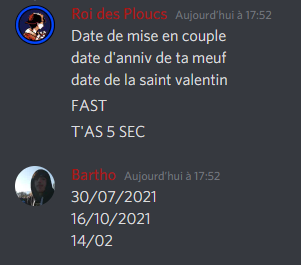 Roi des Ploucs Aujourd'hui à 17:52
Date de mise en couple
date d'anniv de ta meuf
date de la saint valentin
FAST
T'AS 5 SEC
Bartho Aujourd'hui à 17:52
30/07/2021
16/10/2021
14/02